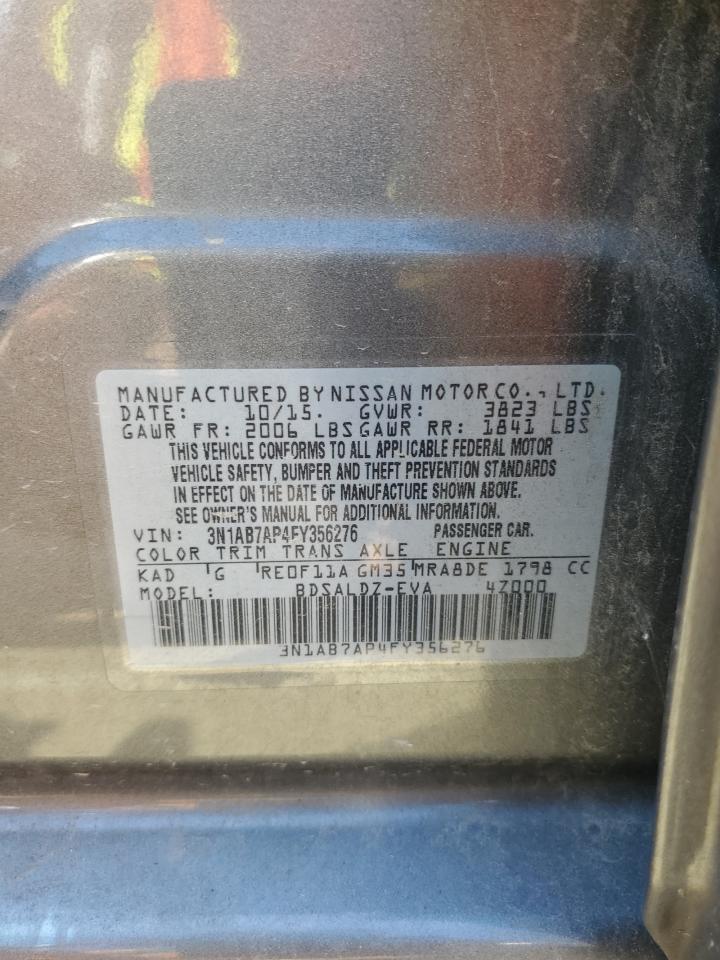 MANUFACTURED BY NISSAN MOTOR CO., LTD.
DATE: 10/15. GVWR: 3823 LBS
GAWR FR: 2006 LBS GAWR RR: 1841 LBS
THIS VEHICLE CONFORMS TO ALL APPLICABLE FEDERAL MOTOR
VEHICLE SAFETY, BUMPER AND THEFT PREVENTION STANDARDS
IN EFFECT ON THE DATE OF MANUFACTURE SHOWN ABOVE.
SEE OWNER'S MANUAL FOR ADDITIONAL INFORMATION.
VIN: 3N1AB7AP4FY356276 PASSENGER CAR.
COLOR TRIM TRANS AXLE ENGINE
KAD G RE0F11A GM35 MRA8DE 1798 CC
MODEL: BDSALDZ-EVA 4Z000
3N1AB7AP4FY356276